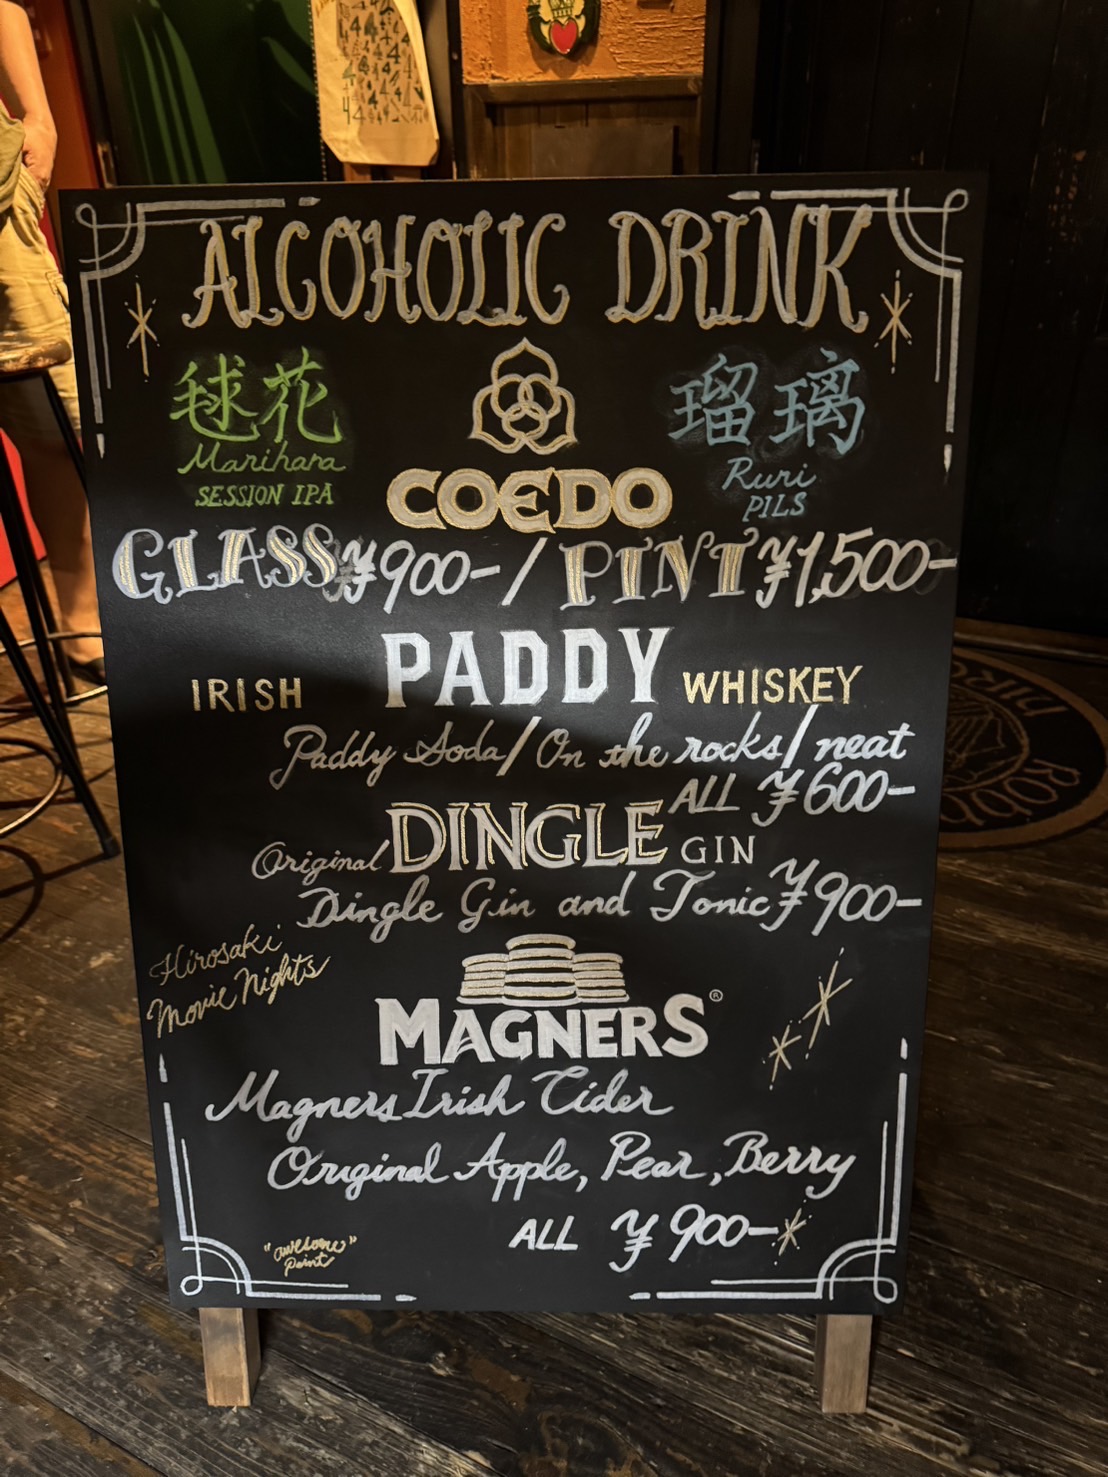 ALCOHOLIC DRINK
毬花
Marihana
SESSION IPA
COEDO
瑠璃
Ruri
PILS
GLASS ¥900- / PINT ¥1,500-
IRISH PADDY WHISKEY
Paddy Soda / On the rocks / neat
ALL ¥600-
Original DINGLE GIN
Dingle Gin and Tonic ¥900-
Hirosaki
Movie Nights
MAGNERS®
Magners Irish Cider
Original Apple, Pear, Berry
ALL ¥900-
"awesome"
paint